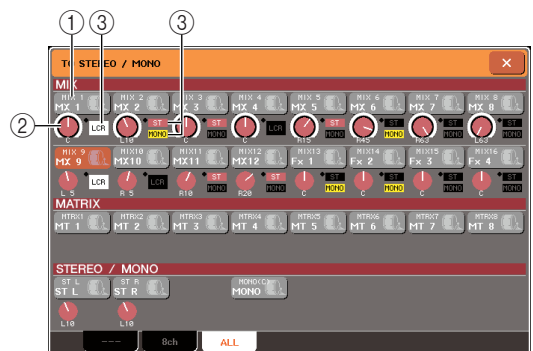 ① ③ ③
②
TO STEREO / MONO ×
MIX
MIX 1 MIX 2 MIX 3 MIX 4 MIX 5 MIX 6 MIX 7 MIX 8
MX 1 MX 2 MX 3 MX 4 MX 5 MX 6 MX 7 MX 8
LCR ST ST LCR ST ST ST ST
MONO MONO MONO MONO MONO MONO
C L10 C C R15 R45 R63 L63
MIX 9 MIX10 MIX11 MIX12 MIX13 MIX14 MIX15 MIX16
MX 9 MX10 MX11 MX12 Fx 1 Fx 2 Fx 3 Fx 4
LCR LCR ST ST ST ST ST ST
MONO MONO MONO MONO MONO MONO
L 5 R 5 R10 R20 C C C C
MATRIX
MTRX1 MTRX2 MTRX3 MTRX4 MTRX5 MTRX6 MTRX7 MTRX8
MT 1 MT 2 MT 3 MT 4 MT 5 MT 6 MT 7 MT 8
STEREO / MONO
ST L ST R MONO(C)
ST L ST R MONO
L10 L10
--- 8ch ALL